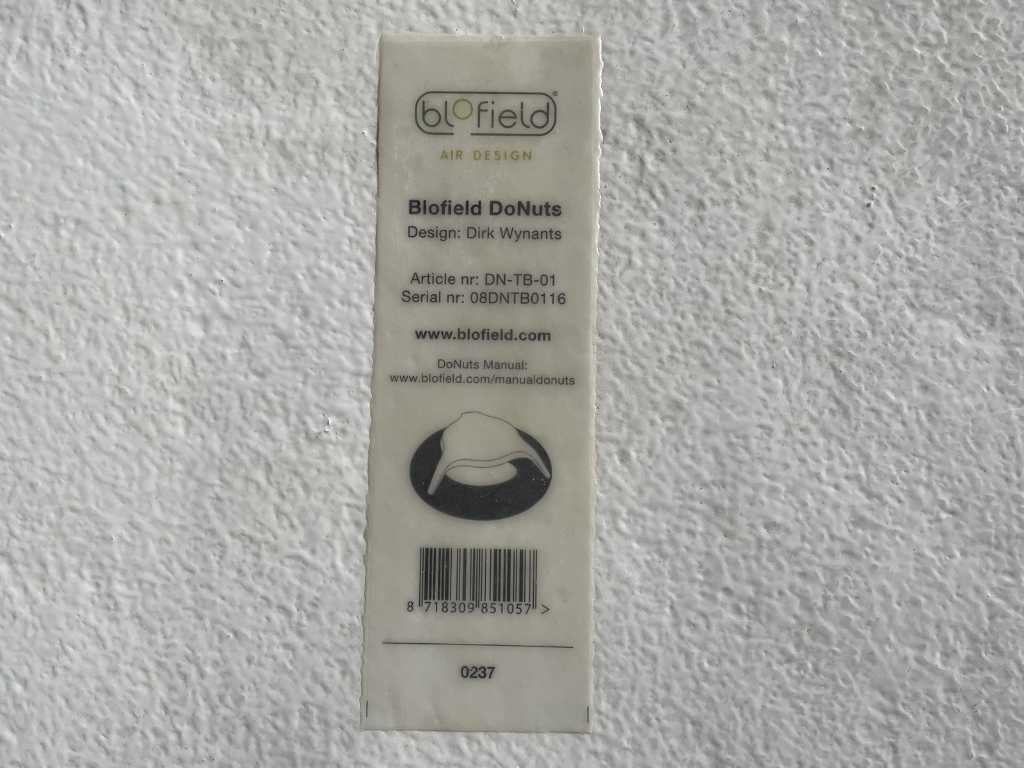 blofield®
AIR DESIGN
Blofield DoNuts
Design: Dirk Wynants
Article nr: DN-TB-01
Serial nr: 08DNTB0116
www.blofield.com
DoNuts Manual:
www.blofield.com/manualdonuts
8 718309 851057 >
0237